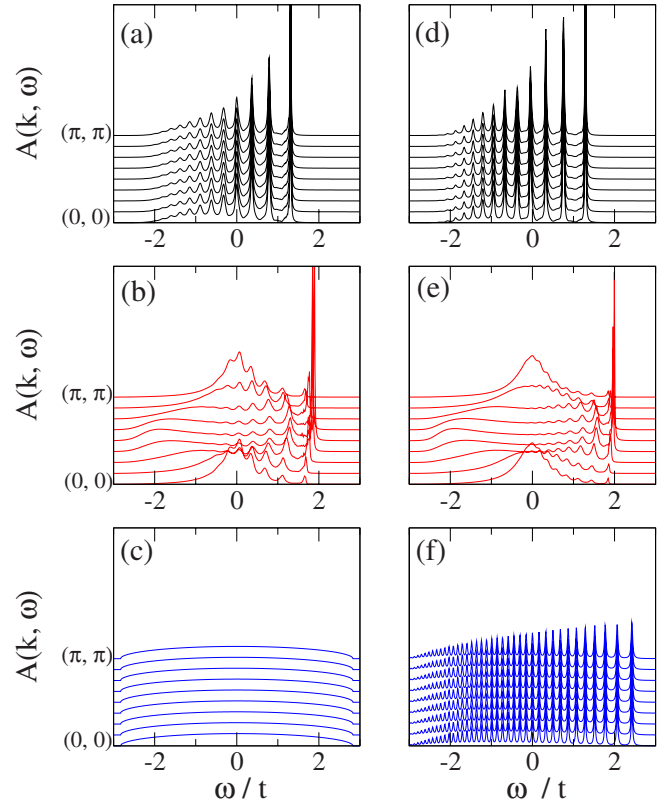 (a) (d)
A(k, ω)
(π, π)
(0, 0)
-2 0 2 -2 0 2
(b) (e)
A(k, ω)
(π, π)
(0, 0)
-2 0 2 -2 0 2
(c) (f)
A(k, ω)
(π, π)
(0, 0)
-2 0 2 -2 0 2
ω / t ω / t